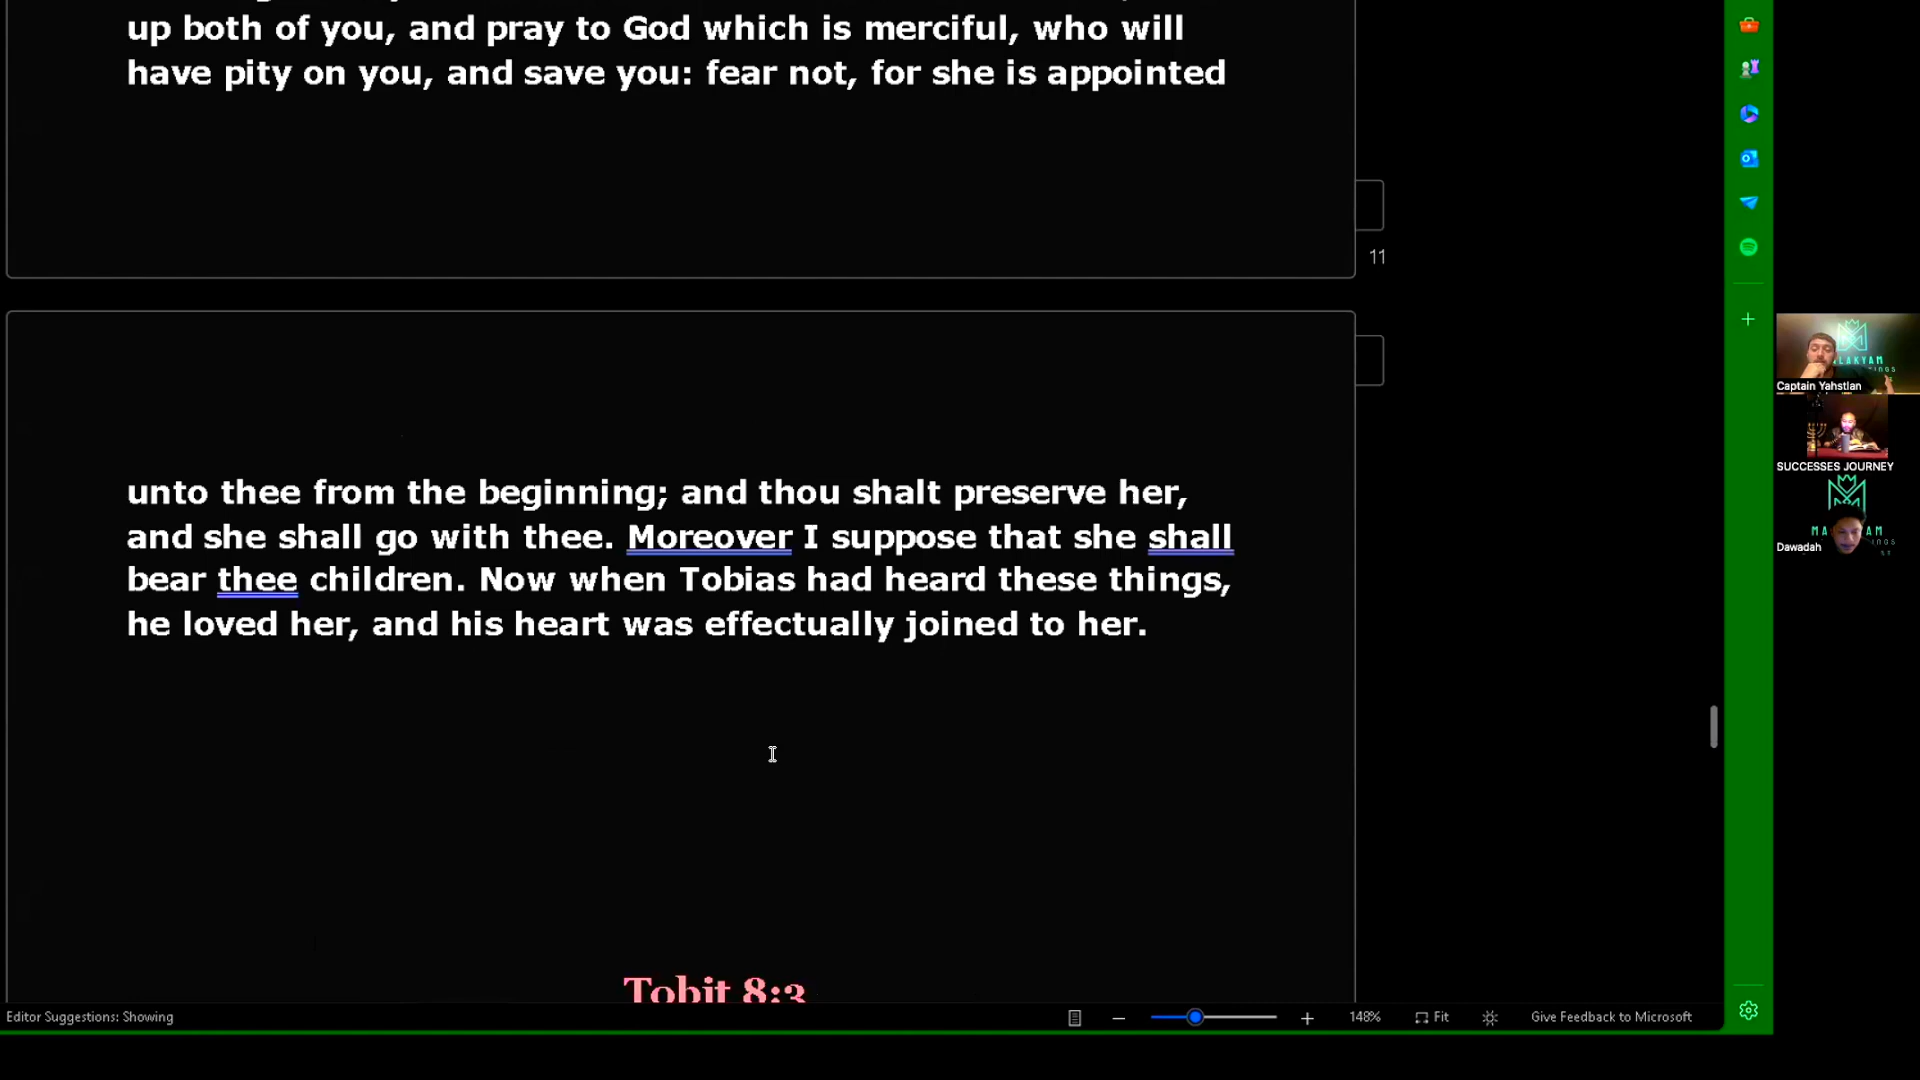 up both of you, and pray to God which is merciful, who will
have pity on you, and save you: fear not, for she is appointed
11
unto thee from the beginning; and thou shalt preserve her,
and she shall go with thee. Moreover I suppose that she shall
bear thee children. Now when Tobias had heard these things,
he loved her, and his heart was effectually joined to her.
Tobit 8:3
Captain Yahstlan
SUCCESSES JOURNEY
Dawadah
Editor Suggestions: Showing
148%
Fit
Give Feedback to Microsoft